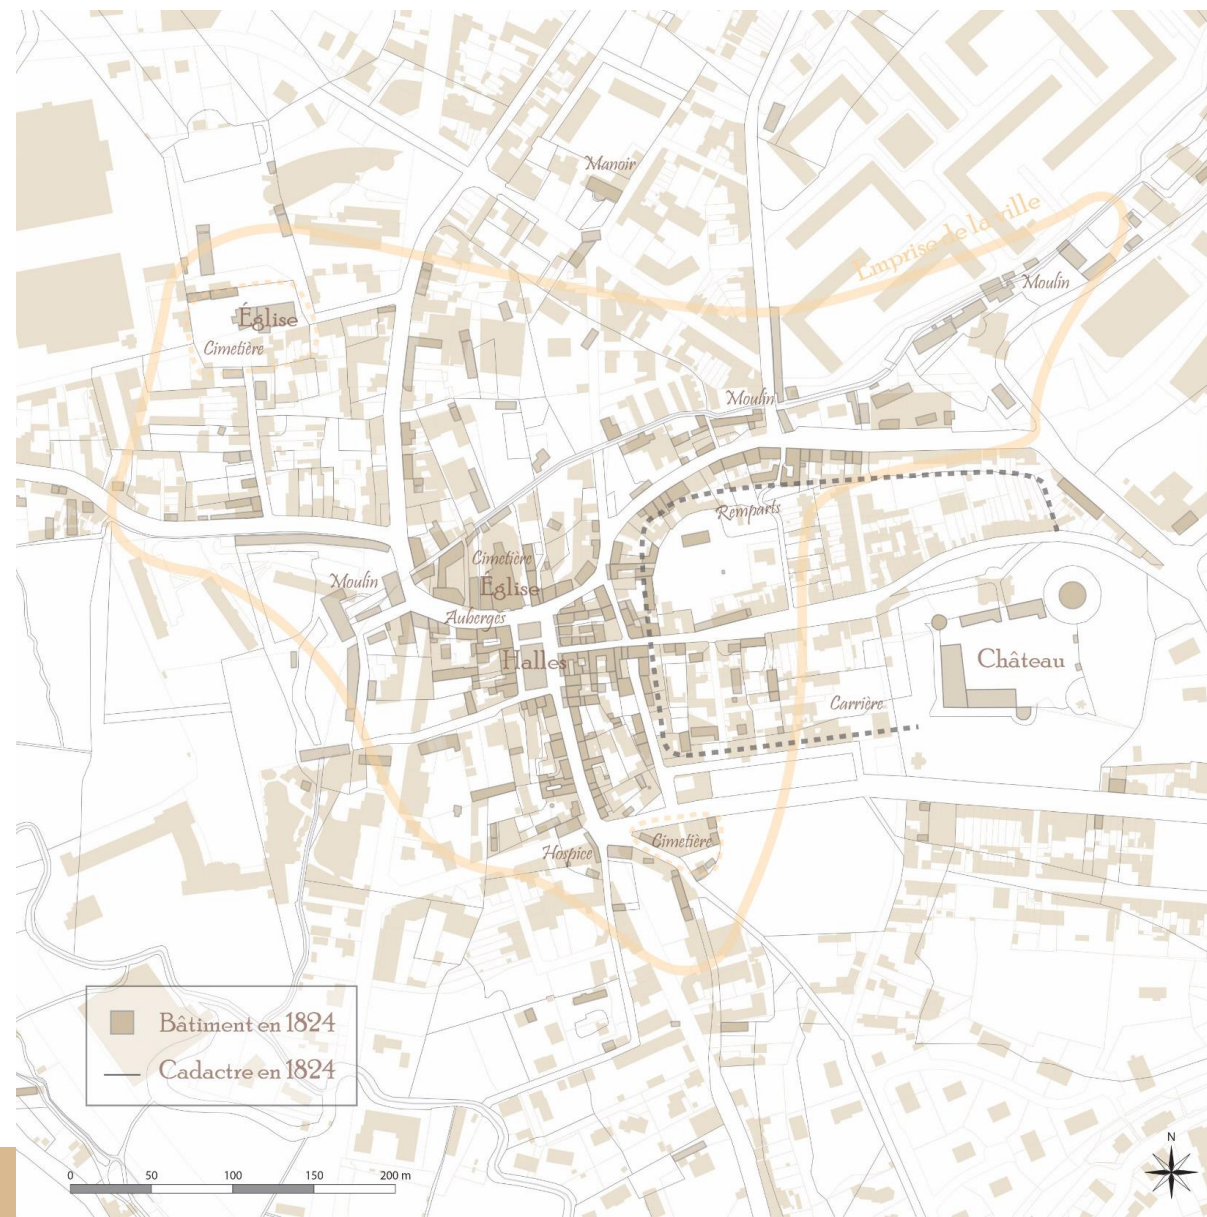 Manoir
Emprise de la ville
Moulin
Église
Cimetière
Moulin
Remparts
Cimetière
Moulin
Église
Auberges
Halles
Château
Carrière
Cimetière
Hospice
Bâtiment en 1824
Cadactre en 1824
0 50 100 150 200 m
N